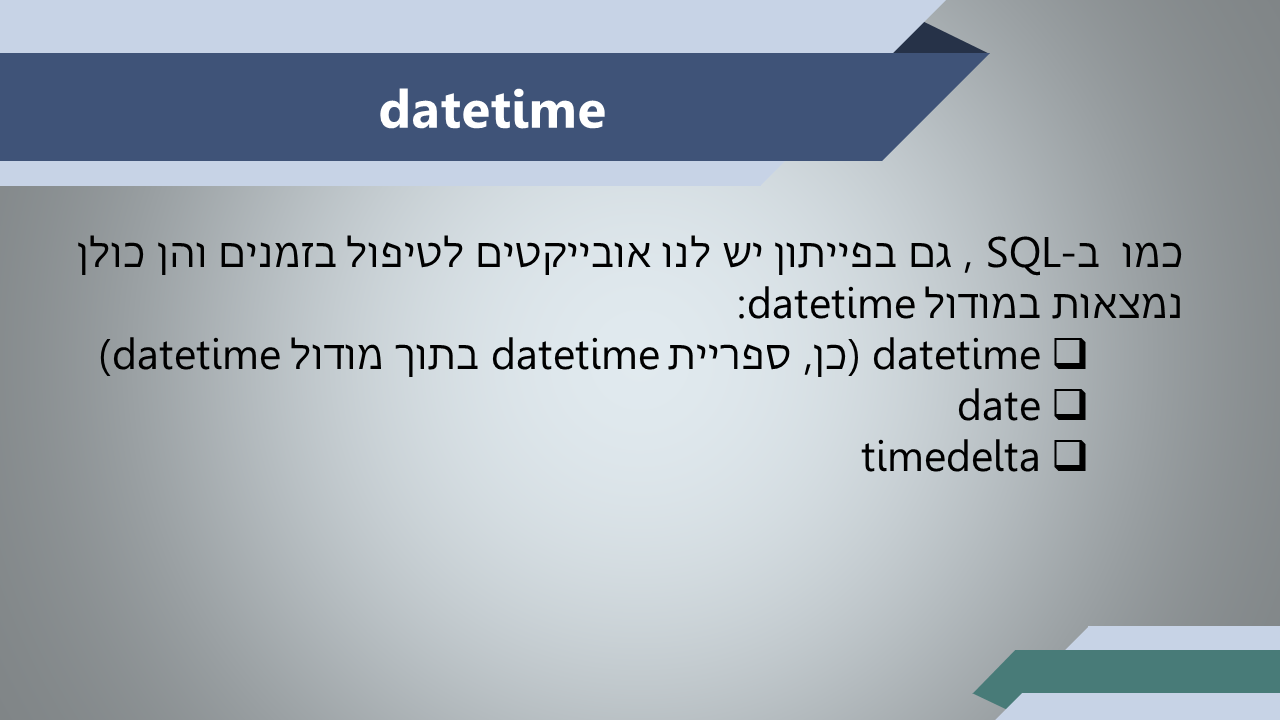 datetime
כמו ב-SQL , גם בפייתון יש לנו אובייקטים לטיפול בזמנים והן כולן
נמצאות במודול datetime:
❑ datetime (כן, ספריית datetime בתוך מודול datetime)
❑ date
❑ timedelta